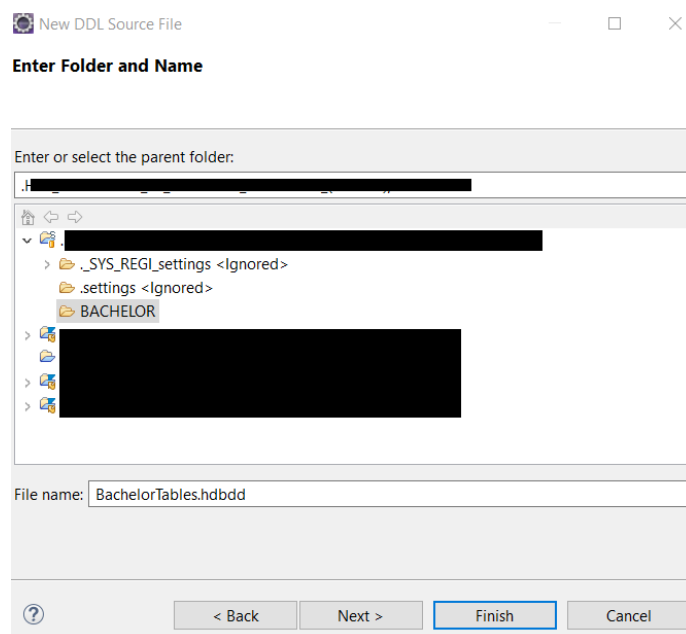 New DDL Source File
Enter Folder and Name
Enter or select the parent folder:
._SYS_REGI_settings <Ignored>
.settings <Ignored>
BACHELOR
File name: BachelorTables.hdbdd
< Back Next > Finish Cancel